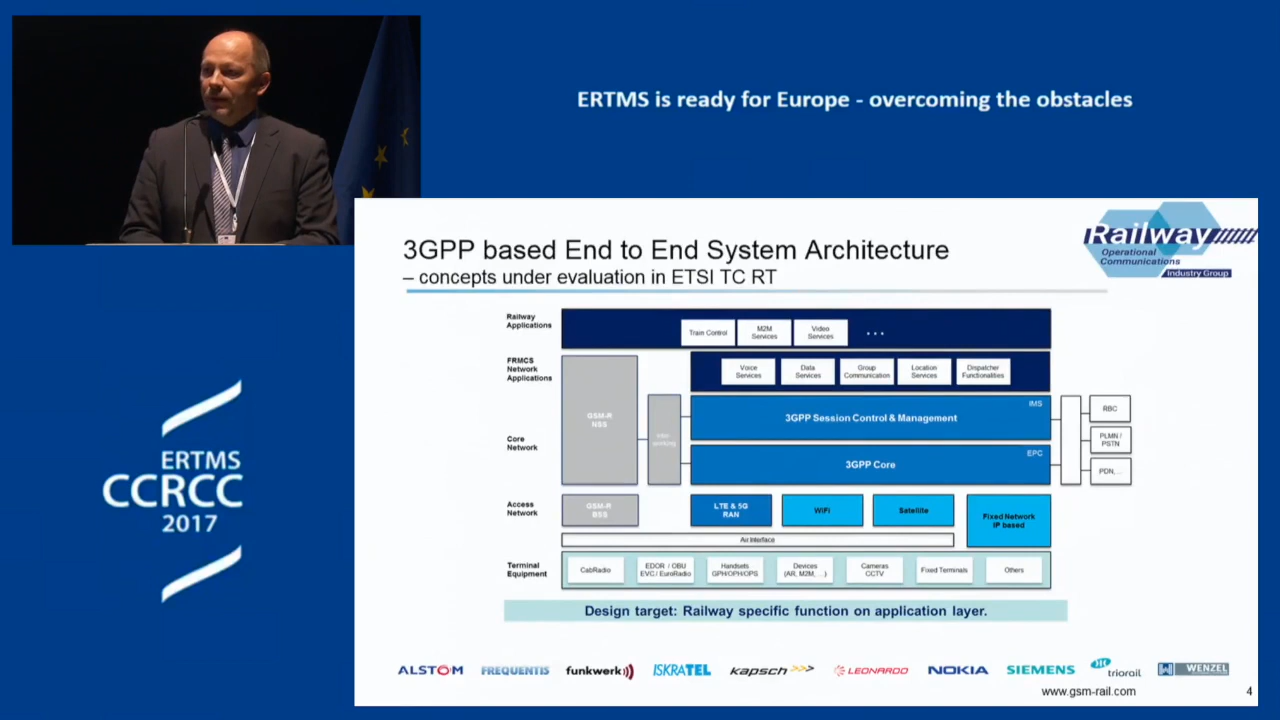 ERTMS is ready for Europe - overcoming the obstacles
ERTMS
CCRCC
2017
3GPP based End to End System Architecture
– concepts under evaluation in ETSI TC RT
Railway
Operational
Communications
Industry Group
Railway
Applications
Train Control
M2M
Services
Video
Services
...
FRMCS
Network
Applications
Voice
Services
Data
Services
Group
Communication
Location
Services
Dispatcher
Functionalities
GSM-R
NSS
Core
Network
IMS
3GPP Session Control & Management
EPC
3GPP Core
RBC
PLMN /
PSTN
PDN, ..
Access
Network
GSM-R
BSS
LTE & 5G
RAN
WiFi
Satellite
Fixed Network
IP based
Air Interface
Terminal
Equipment
CabRadio
EDOR / OBU
EVC / EuroRadio
Handsets
GPH/OPH/OPS
Devices
(AR, M2M, ...)
Cameras
CCTV
Fixed Terminals
Others
Design target: Railway specific function on application layer.
ALSTOM FREQUENTIS funkwerk ISKRATEL kapsch LEONARDO NOKIA SIEMENS triorail WENZEL
www.gsm-rail.com
4